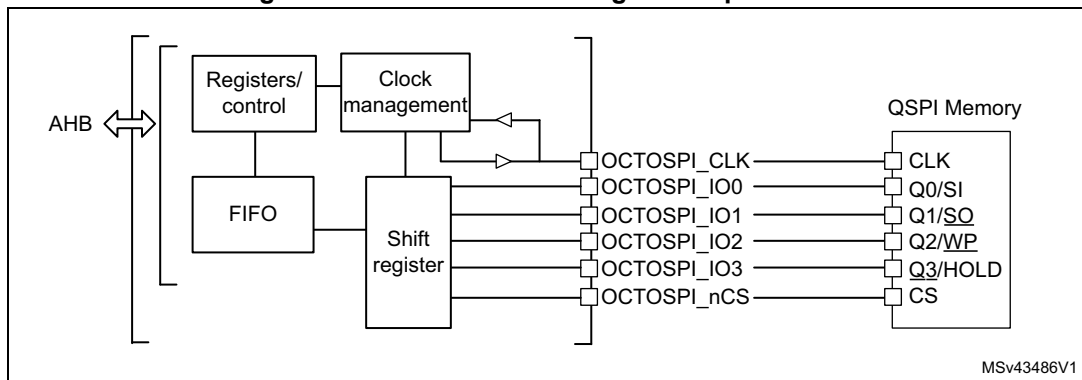 Registers/
control
Clock
management
AHB
QSPI Memory
OCTOSPI_CLK
CLK
OCTOSPI_IO0
Q0/SI
FIFO
OCTOSPI_IO1
Q1/SO
Shift
register
OCTOSPI_IO2
Q2/WP
OCTOSPI_IO3
Q3/HOLD
OCTOSPI_nCS
CS
MSv43486V1